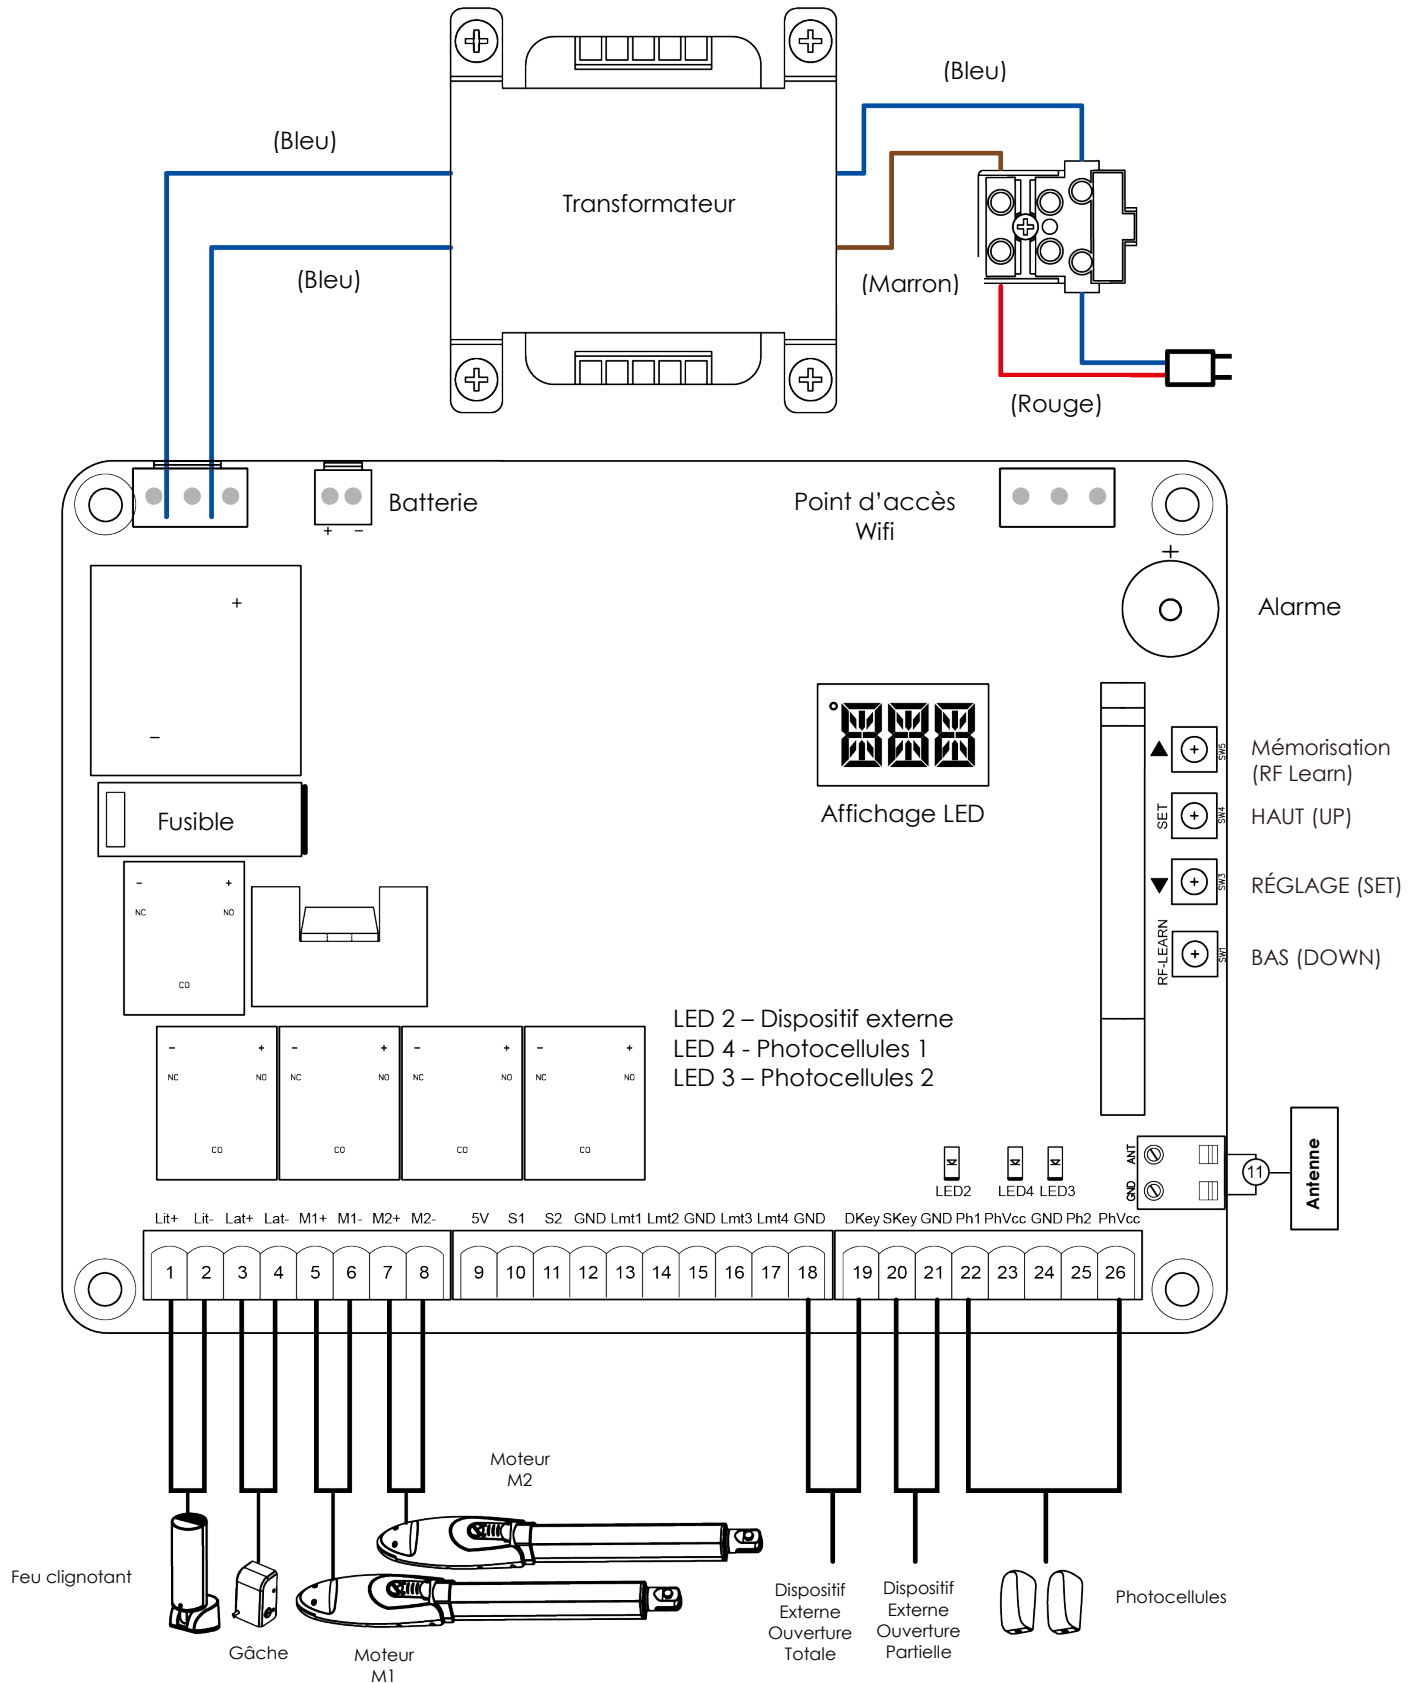 (Bleu)
(Bleu)
Transformateur
(Bleu)
(Marron)
(Rouge)
Batterie
+ –
Point d'accès
Wifi
+
Alarme
+
–
Fusible
Affichage LED
▲ SW5
Mémorisation
(RF Learn)
SET SW4
HAUT (UP)
▼ SW3
RÉGLAGE (SET)
RF-LEARN SW1
BAS (DOWN)
- +
NC NO
CO
LED 2 – Dispositif externe
LED 4 - Photocellules 1
LED 3 – Photocellules 2
- + - + - + - +
NC NO NC NO NC NO NC NO
CO CO CO CO
LED2 LED4 LED3
ANT
GND
11
Antenne
Lit+ Lit- Lat+ Lat- M1+ M1- M2+ M2- 5V S1 S2 GND Lmt1 Lmt2 GND Lmt3 Lmt4 GND DKey SKey GND Ph1 PhVcc GND Ph2 PhVcc
1 2 3 4 5 6 7 8 9 10 11 12 13 14 15 16 17 18 19 20 21 22 23 24 25 26
Moteur
M2
Feu clignotant
Gâche
Moteur
M1
Dispositif
Externe
Ouverture
Totale
Dispositif
Externe
Ouverture
Partielle
Photocellules